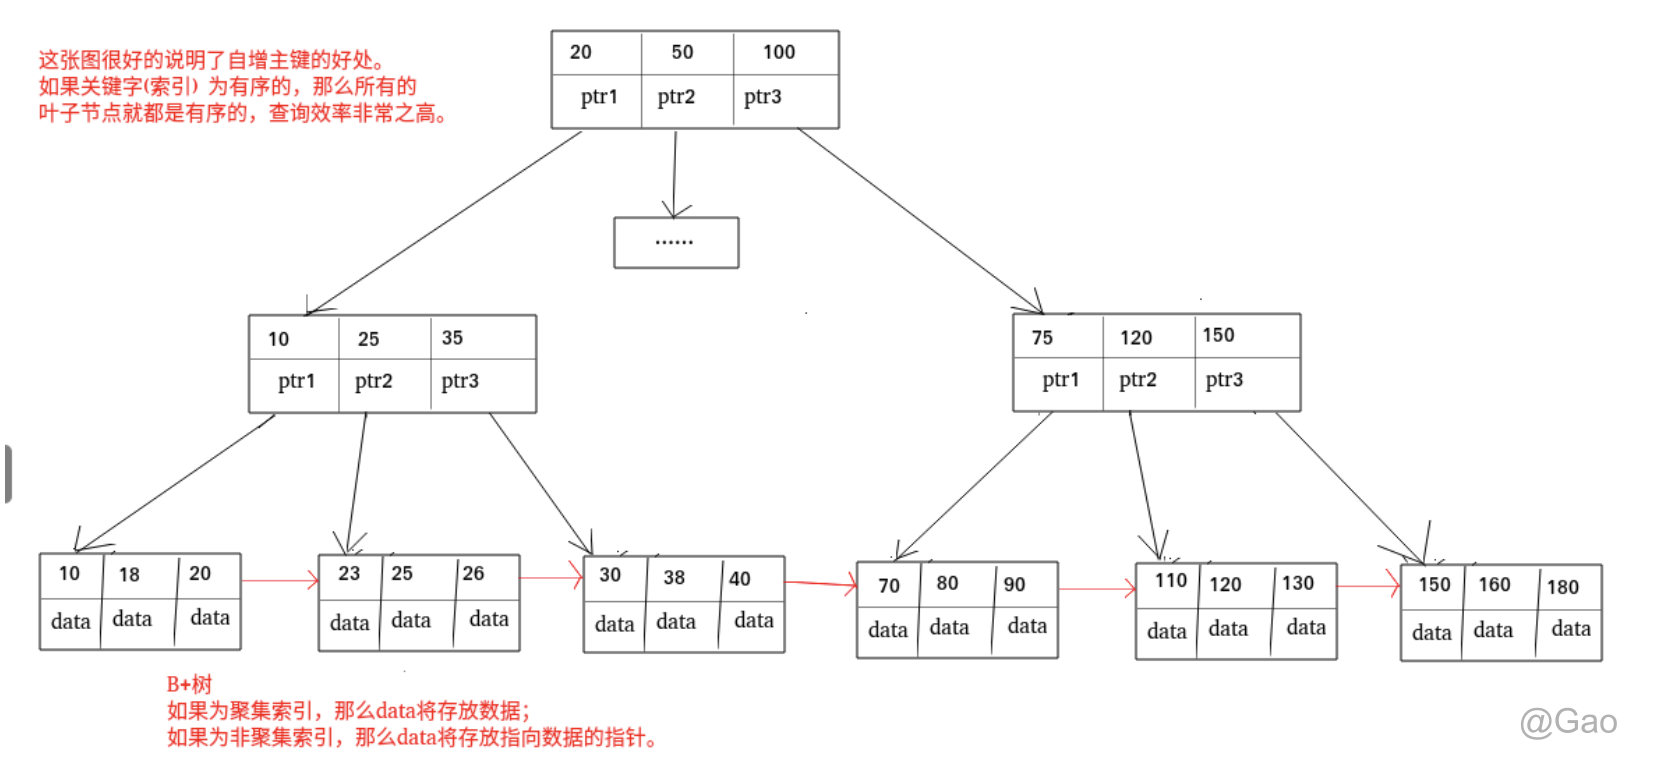 这张图很好的说明了自增主键的好处。
如果关键字(索引) 为有序的，那么所有的
叶子节点就都是有序的，查询效率非常之高。
20 50 100
ptr1 ptr2 ptr3
......
10 25 35
ptr1 ptr2 ptr3
75 120 150
ptr1 ptr2 ptr3
10 18 20
data data data
23 25 26
data data data
30 38 40
data data data
70 80 90
data data data
110 120 130
data data data
150 160 180
data data data
B+树
如果为聚集索引，那么data将存放数据；
如果为非聚集索引，那么data将存放指向数据的指针。
@Gao